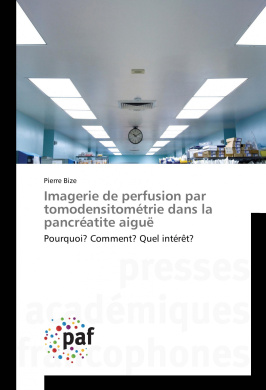 Pierre Bize
Imagerie de perfusion par
tomodensitométrie dans la
pancréatite aiguë
Pourquoi? Comment? Quel intérêt?
presses
académiques
francophones
paf